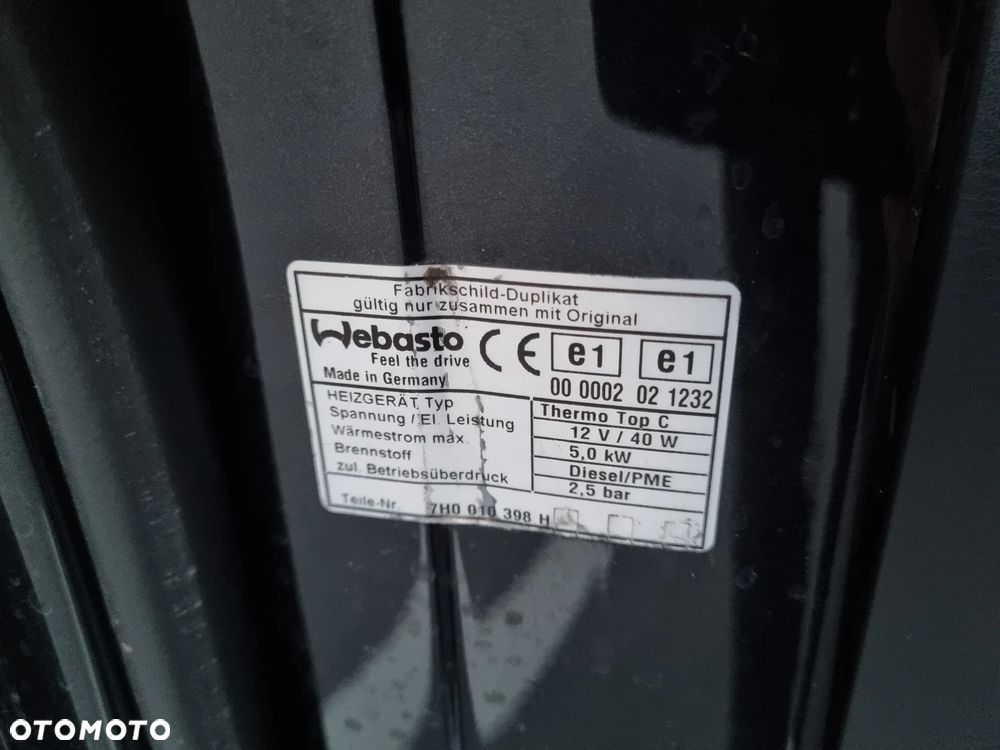 Fabrikschild-Duplikat
gültig nur zusammen mit Original
Webasto
Feel the drive
Made in Germany
CE e1 e1
00 0002 02 1232
HEIZGERÄT Typ Thermo Top C
Spannung / El. Leistung 12 V / 40 W
Wärmestrom max. 5,0 kW
Brennstoff Diesel/PME
zul. Betriebsüberdruck 2,5 bar
Teile-Nr. 7H0 010 398 H
OTOMOTO